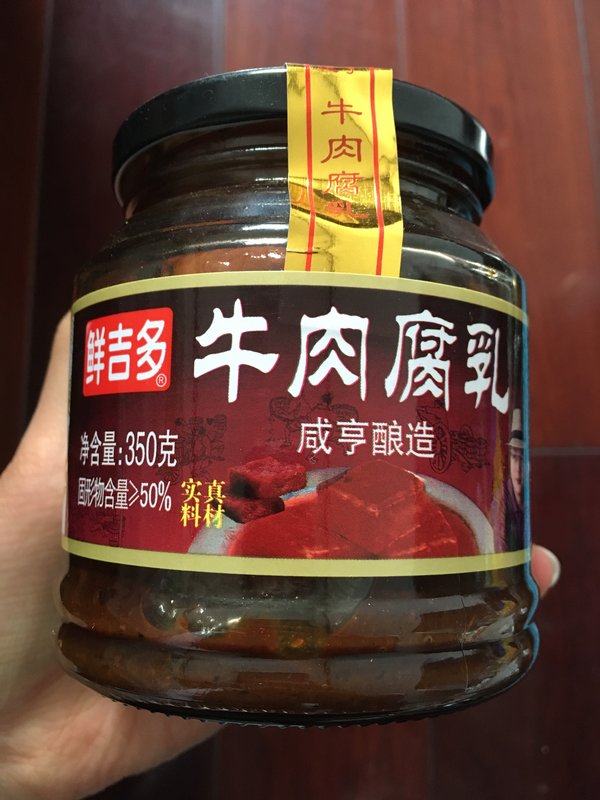 牛肉腐乳
鲜吉多®
牛肉腐乳
咸亨酿造
净含量:350克
固形物含量≥50%
真材
实料